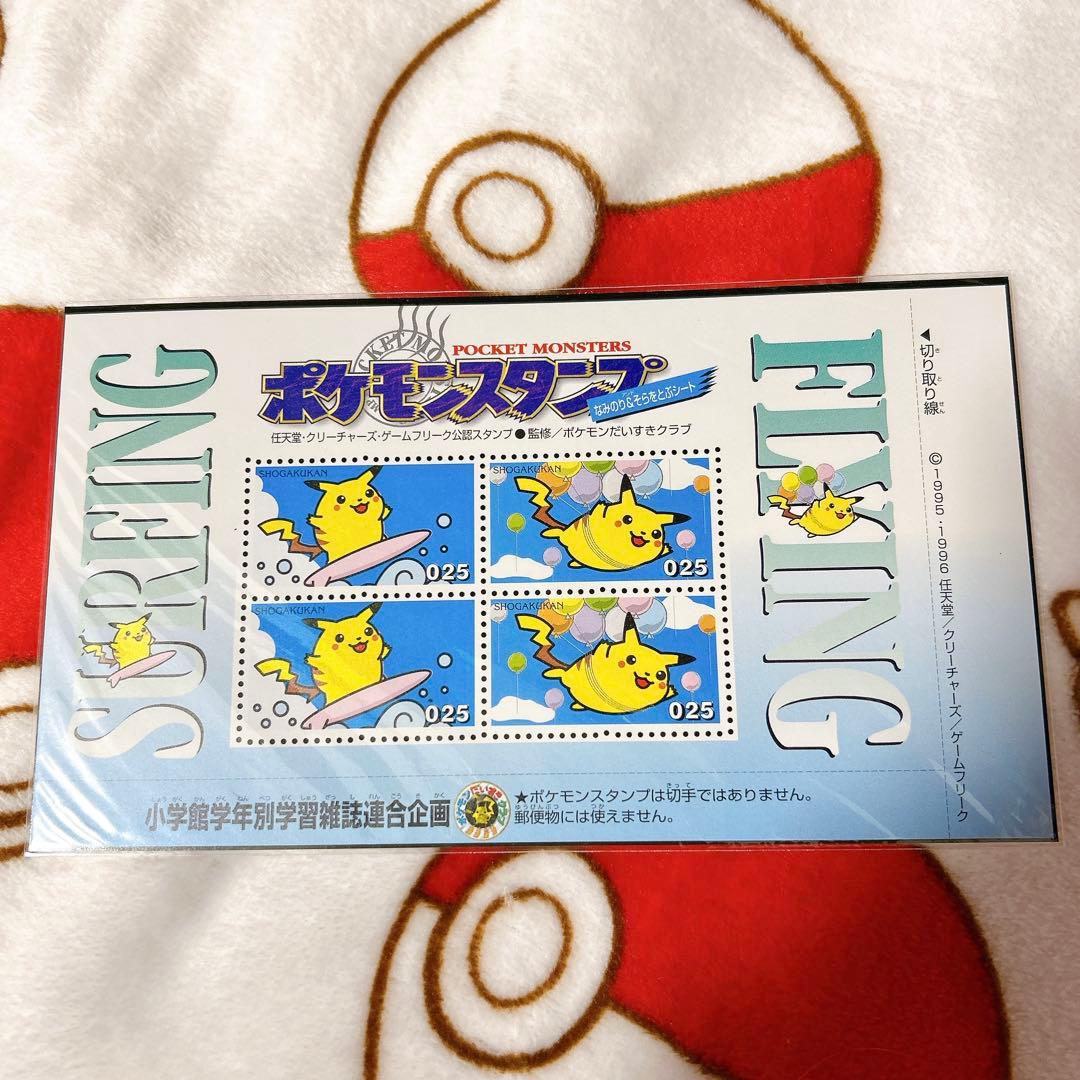 POCKET MONSTERS
ポケモンスタンプ
なみのり&そらをとぶシート
任天堂・クリーチャーズ・ゲームフリーク公認スタンプ●監修/ポケモンだいすきクラブ
SURFING
FLYING
SHOGAKUKAN
025
SHOGAKUKAN
025
SHOGAKUKAN
025
SHOGAKUKAN
025
◀切り取り線
©1995・1996 任天堂/クリーチャーズ/ゲームフリーク
小学館学年別学習雑誌連合企画
★ポケモンスタンプは切手ではありません。
郵便物には使えません。